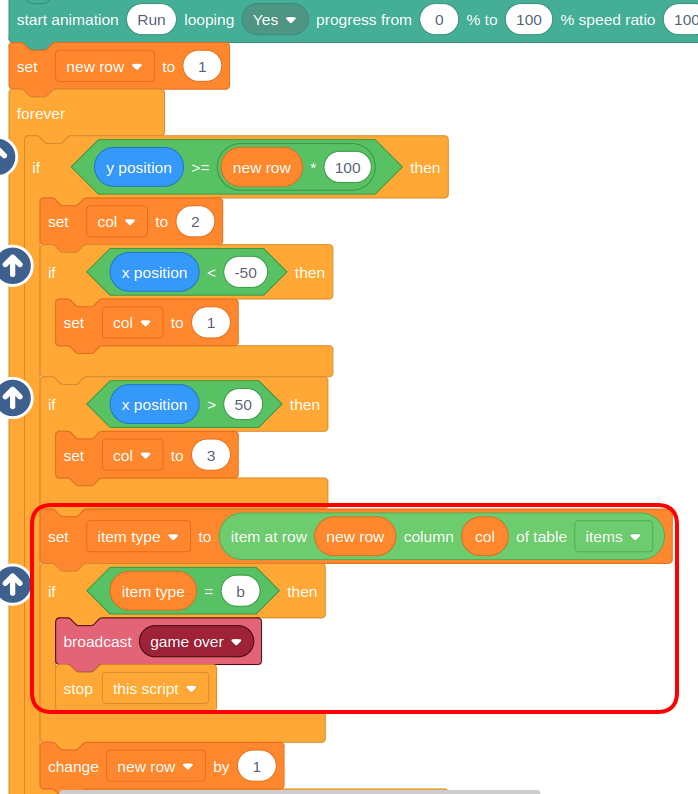 start animation Run looping Yes progress from 0 % to 100 % speed ratio 100
set new row to 1
forever
if y position >= new row * 100 then
set col to 2
if x position < -50 then
set col to 1
if x position > 50 then
set col to 3
set item type to item at row new row column col of table items
if item type = b then
broadcast game over
stop this script
change new row by 1